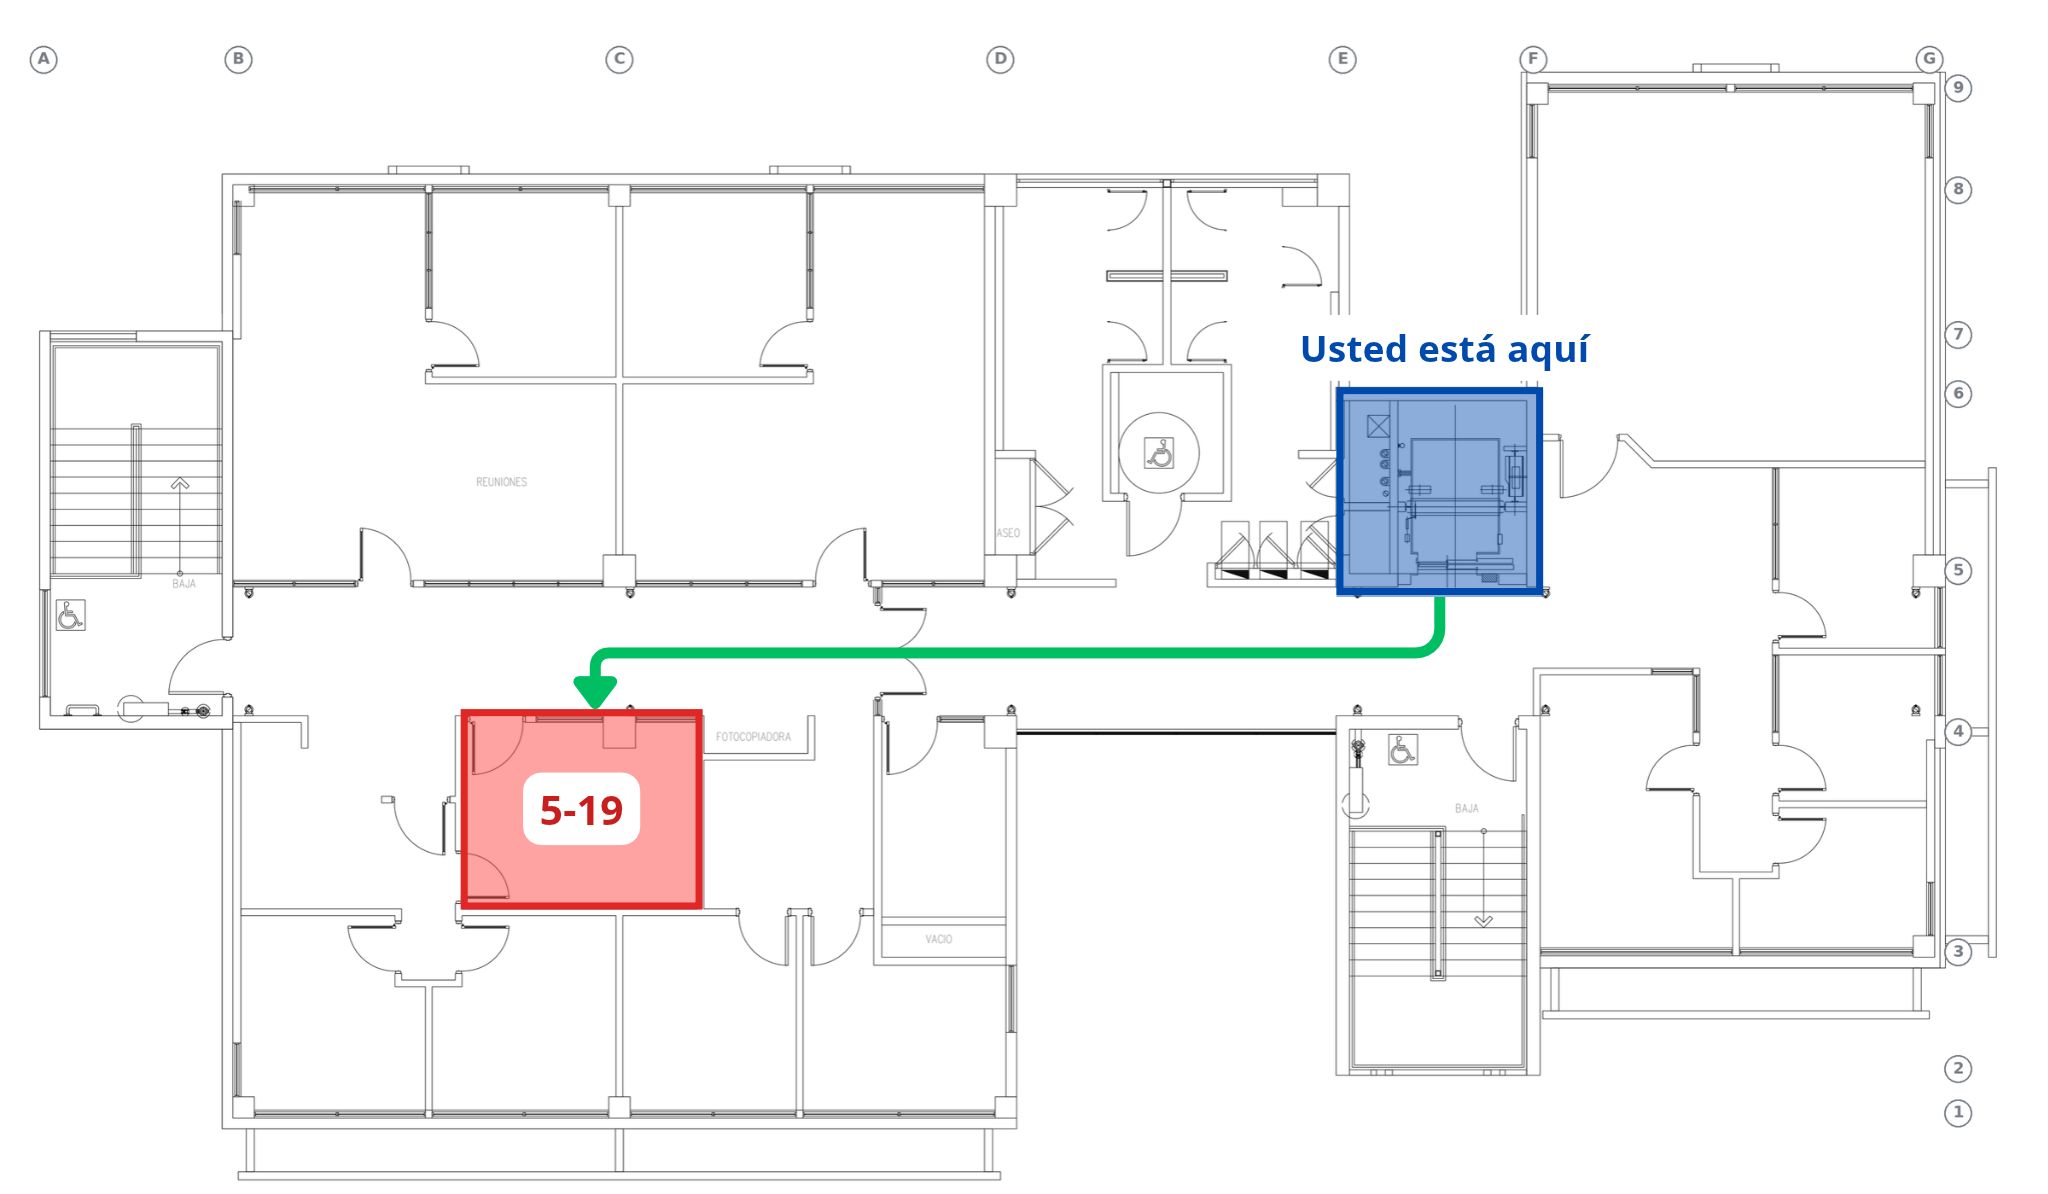 A B C D E F G
9
8
7
Usted está aquí
6
REUNIONES
ASEO
5
BAJA
4
FOTOCOPIADORA
5-19
BAJA
VACIO
3
2
1